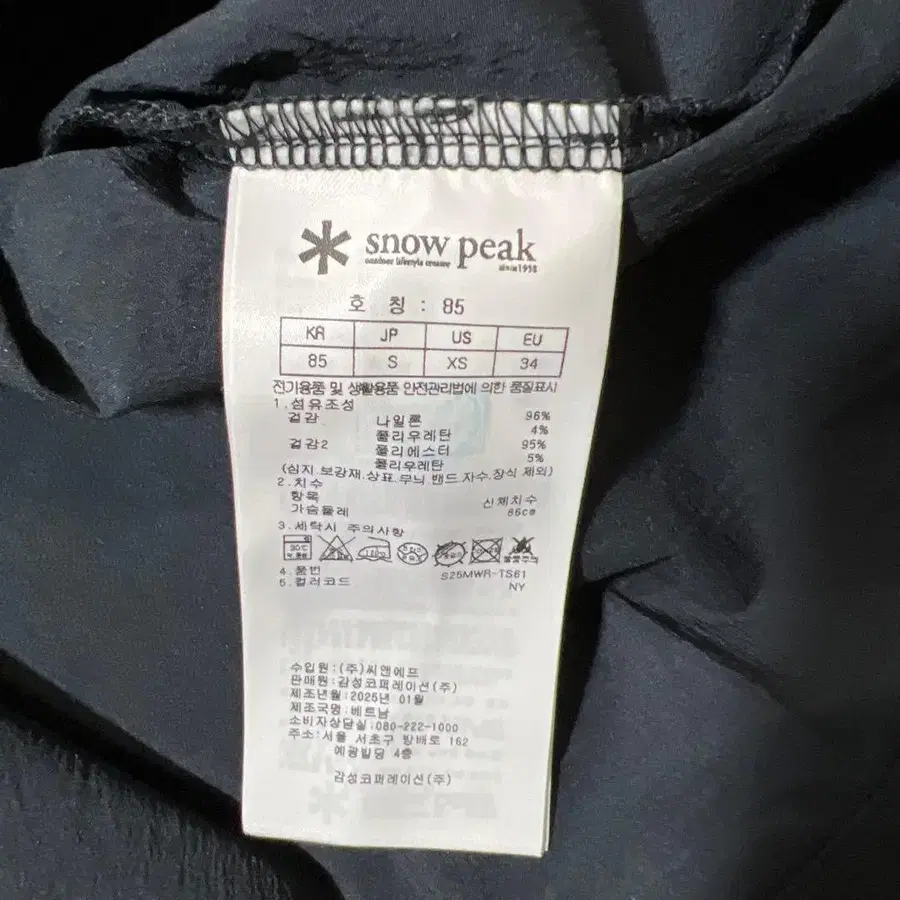 snow peak
outdoor lifestyle creator
since1958
호 칭 : 85
KR JP US EU
85 S XS 34
전기용품 및 생활용품 안전관리법에 의한 품질표시
1.섬유조성
겉감 나일론 96%
폴리우레탄 4%
겉감2 폴리에스터 95%
폴리우레탄 5%
(심지.보강재.상표.무늬.밴드.자수.장식 제외)
2.치수
항목 신체치수
가슴둘레 86cm
3.세탁시 주의사항
30℃
4.품번 S25MWR-TS61
5.컬러코드 NY
수입원:(주)씨앤에프
판매원:감성코퍼레이션(주)
제조년월:2025년 01월
제조국명:베트남
소비자상담실:080-222-1000
주소:서울 서초구 방배로 162
예광빌딩 4층
감성코퍼레이션(주)